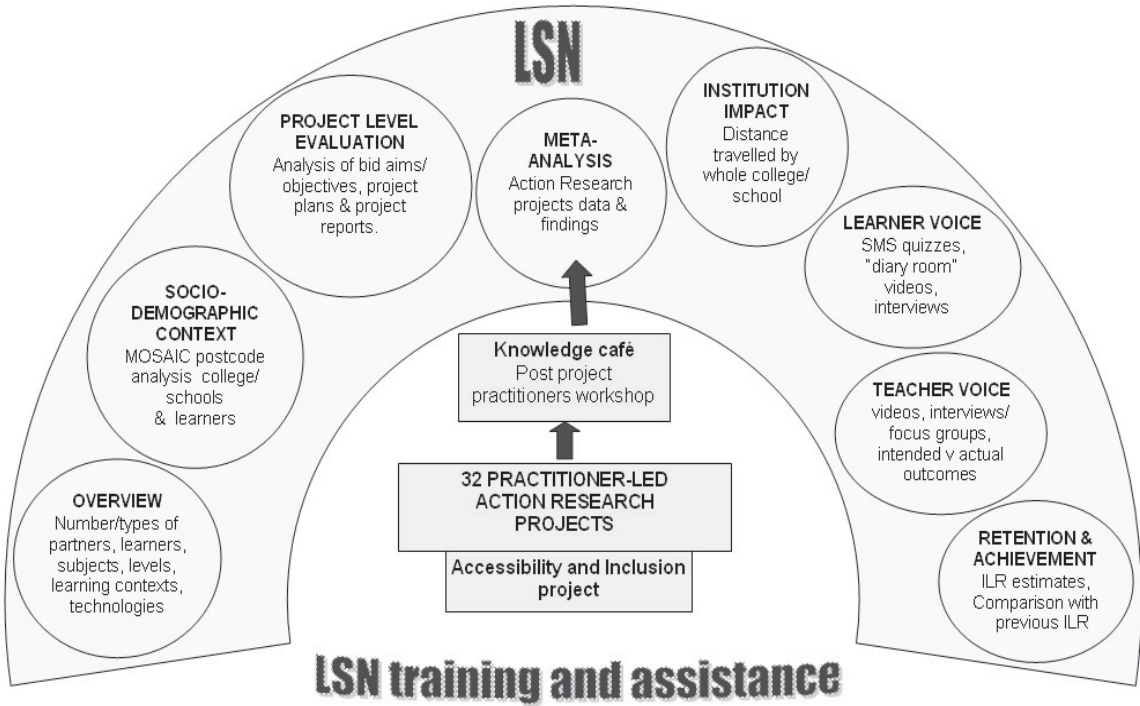 LSN
OVERVIEW
Number/types of
partners, learners,
subjects, levels,
learning contexts,
technologies
SOCIO-
DEMOGRAPHIC
CONTEXT
MOSAIC postcode
analysis college/
schools
& learners
PROJECT LEVEL
EVALUATION
Analysis of bid aims/
objectives, project
plans & project
reports.
META-
ANALYSIS
Action Research
projects data &
findings
INSTITUTION
IMPACT
Distance
travelled by
whole college/
school
LEARNER VOICE
SMS quizzes,
"diary room"
videos,
interviews
TEACHER VOICE
videos, interviews/
focus groups,
intended v actual
outcomes
RETENTION &
ACHIEVEMENT
ILR estimates,
Comparison with
previous ILR
Knowledge café
Post project
practitioners workshop
32 PRACTITIONER-LED
ACTION RESEARCH
PROJECTS
Accessibility and Inclusion
project
LSN training and assistance